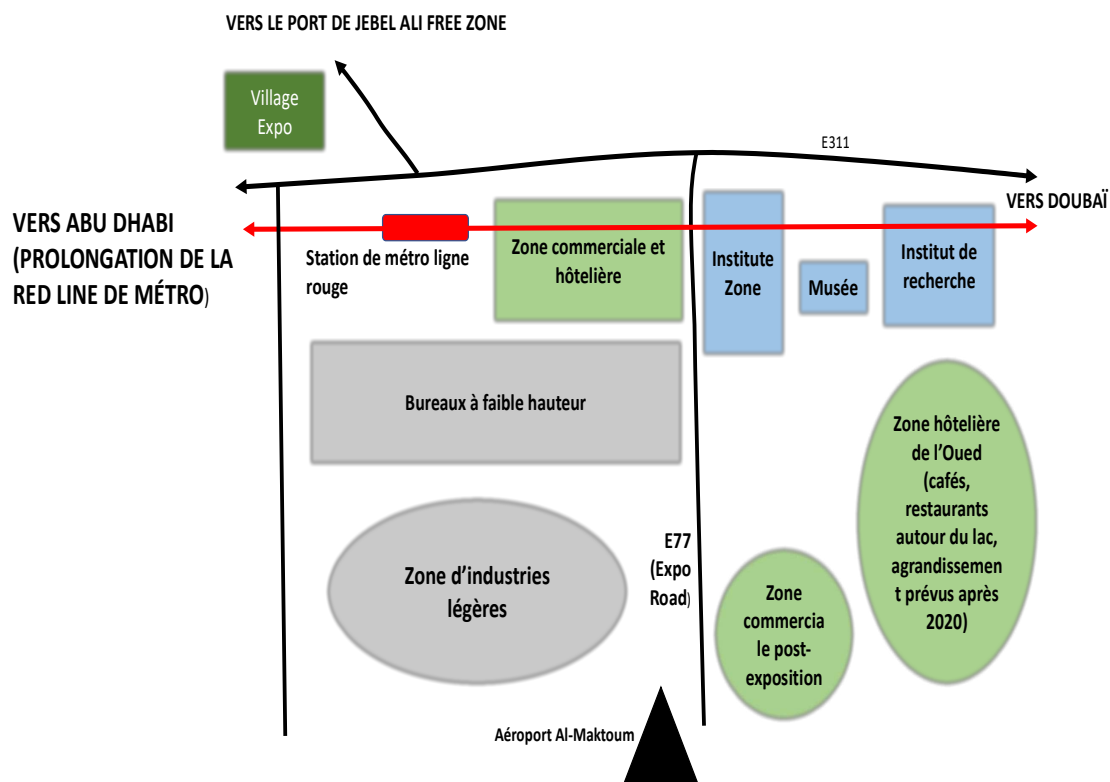 VERS LE PORT DE JEBEL ALI FREE ZONE
Village
Expo
E311
VERS DOUBAÏ
VERS ABU DHABI
(PROLONGATION DE LA
RED LINE DE MÉTRO)
Station de métro ligne
rouge
Zone commerciale et
hôtelière
Institute
Zone
Musée
Institut de
recherche
Bureaux à faible hauteur
Zone hôtelière
de l’Oued
(cafés,
restaurants
autour du lac,
agrandissemen
t prévus après
2020)
Zone d’industries
légères
E77
(Expo
Road)
Zone
commercia
le post-
exposition
Aéroport Al-Maktoum